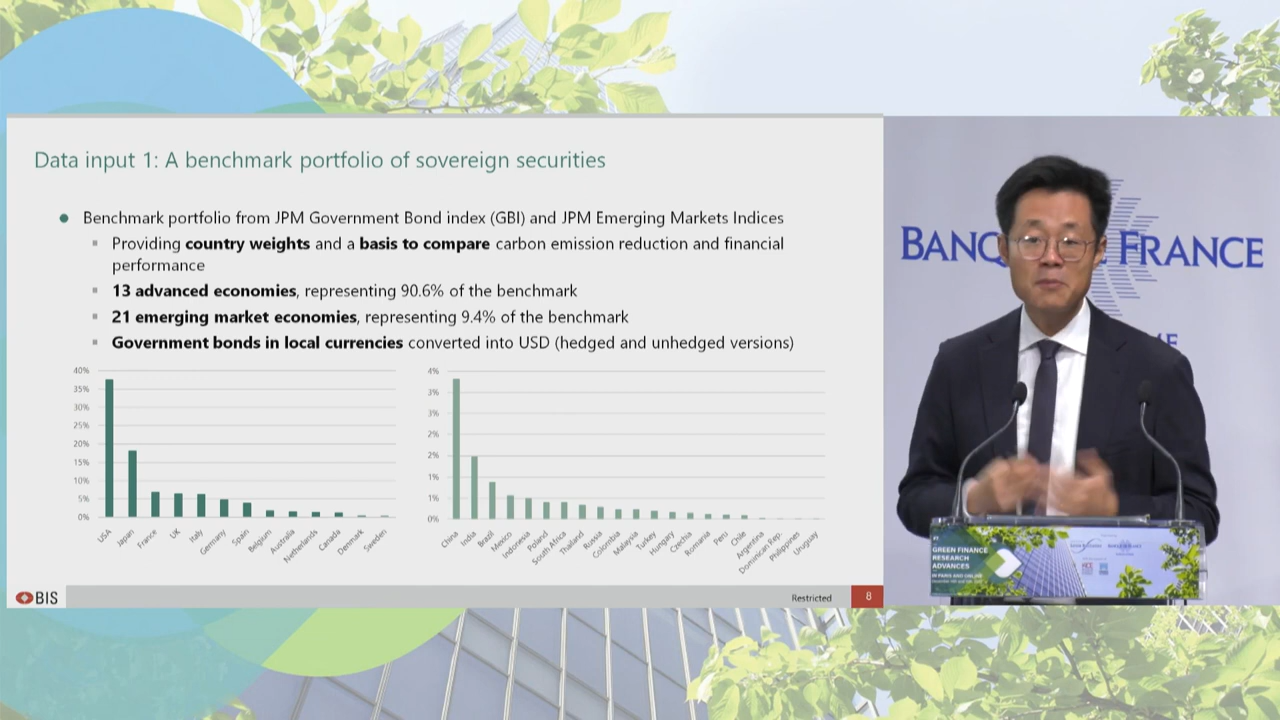 Data input 1: A benchmark portfolio of sovereign securities
Benchmark portfolio from JPM Government Bond index (GBI) and JPM Emerging Markets Indices
Providing country weights and a basis to compare carbon emission reduction and financial
performance
13 advanced economies, representing of the benchmark
21 emerging market economies, representing 9.4% of the benchmark
Government bonds in local currencies converted into USD (hedged and unhedged versions)
40%
35%
30%
25%
20%
15%
10%
5%
0%
USA
Japan
France
UK
Italy
Germany
Spain
Belgium
Australia
Netherlands
Canada
Denmark
Sweden
4%
3%
3%
2%
2%
1%
1%
0%
China
India
Brazil
Mexico
Indonesia
Poland
South Africa
Thailand
Russia
Colombia
Malaysia
Turkey
Hungary
Czechia
Romania
Peru
Chile
Argentina
Dominican Rep.
Philippines
Uruguay
BIS
Restricted
8
BANQ FRANCE
GREEN FINANCE
RESEARCH
ADVANCES
IN PARIS AND ONLINE